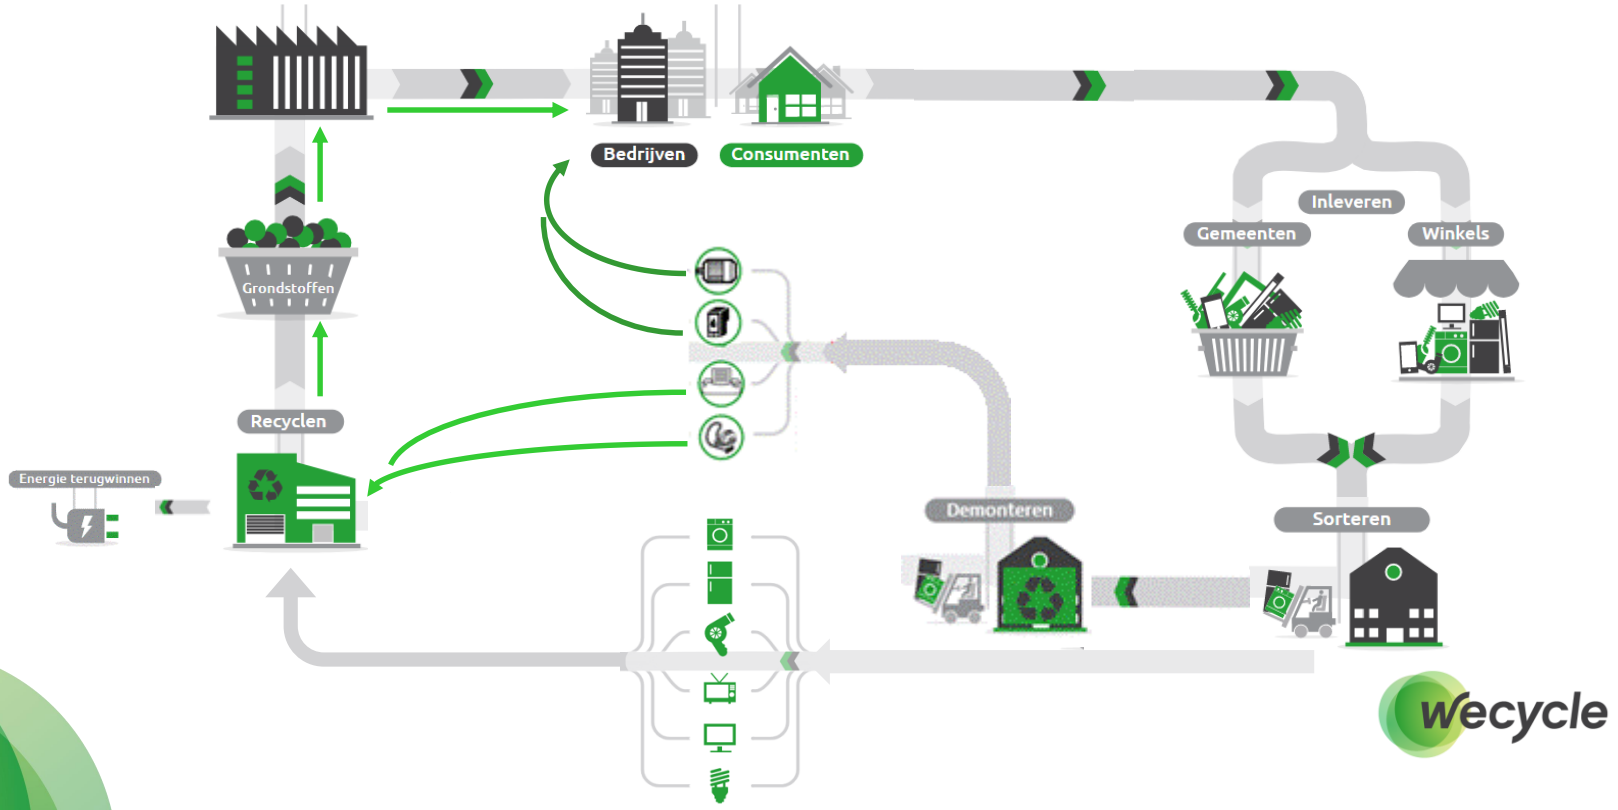 Bedrijven
Consumenten
Inleveren
Gemeenten
Winkels
Grondstoffen
Recyclen
Energie terugwinnen
Demonteren
Sorteren
wecycle